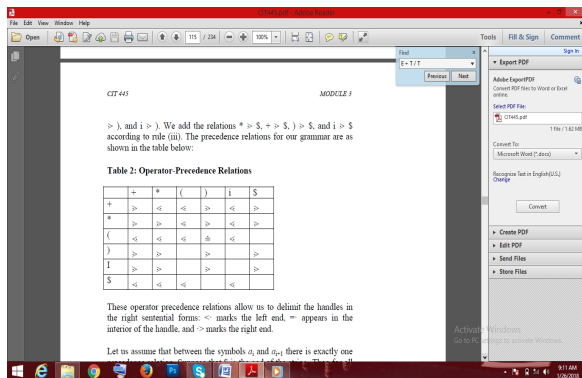 CIT445.pdf - Adobe Reader
File Edit View Window Help
Open 115 / 234 100% Tools Fill & Sign Comment
Sign In
Find
E + T / T
Previous Next
Export PDF
Adobe ExportPDF
Convert PDF files to Word or Excel online.
Select PDF File:
CIT445.pdf
1 file / 1.62 MB
Convert To:
Microsoft Word (*.docx)
Recognize Text in English(U.S.)
Change
Convert
Create PDF
Edit PDF
Send Files
Store Files
CIT 445 MODULE 3
⋗ ), and i ⋗ ). We add the relations * ⋗ $, + ⋗ $, ) ⋗ $, and i ⋗ $
according to rule (iii). The precedence relations for our grammar are as
shown in the table below:
Table 2: Operator-Precedence Relations
+ * ( ) i $
+ ⋗ ⋖ ⋖ ⋗ ⋖ ⋗
* ⋗ ⋗ ⋖ ⋗ ⋖ ⋗
( ⋖ ⋖ ⋖ ≐ ⋖
) ⋗ ⋗ ⋗ ⋗
I ⋗ ⋗ ⋗ ⋗
$ ⋖ ⋖ ⋖ ⋖
These operator precedence relations allow us to delimit the handles in
the right sentential forms: <· marks the left end, =· appears in the
interior of the handle, and ·> marks the right end.
Let us assume that between the symbols aᵢ and aᵢ₊₁ there is exactly one
Activate Windows
Go to PC settings to activate Windows.
9:11 AM
1/26/2018